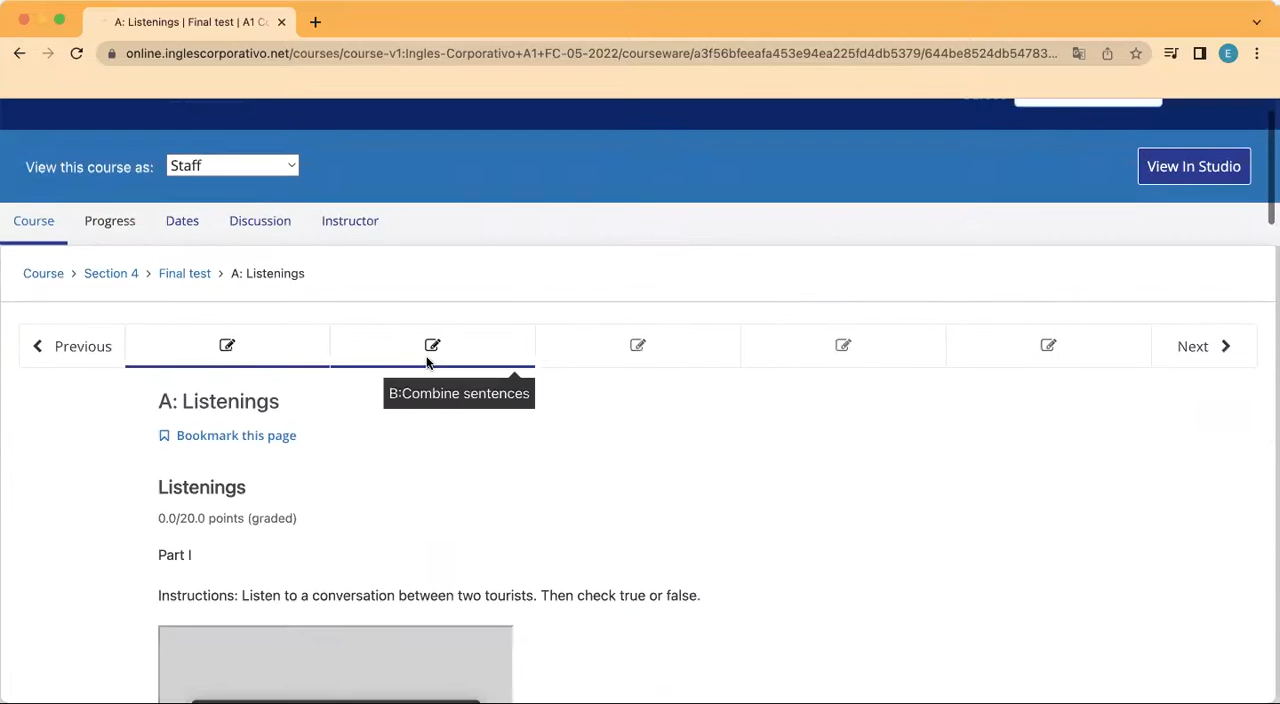 A: Listenings | Final test | A1 Co
online.inglescorporativo.net/courses/course-v1:Ingles-Corporativo+A1+FC-05-2022/courseware/a3f56bfeeafa453e94ea225fd4db5379/644be8524db54783...
E
View this course as:
Staff
View In Studio
Course
Progress
Dates
Discussion
Instructor
Course > Section 4 > Final test > A: Listenings
Previous
Next
B:Combine sentences
A: Listenings
Bookmark this page
Listenings
0.0/20.0 points (graded)
Part I
Instructions: Listen to a conversation between two tourists. Then check true or false.